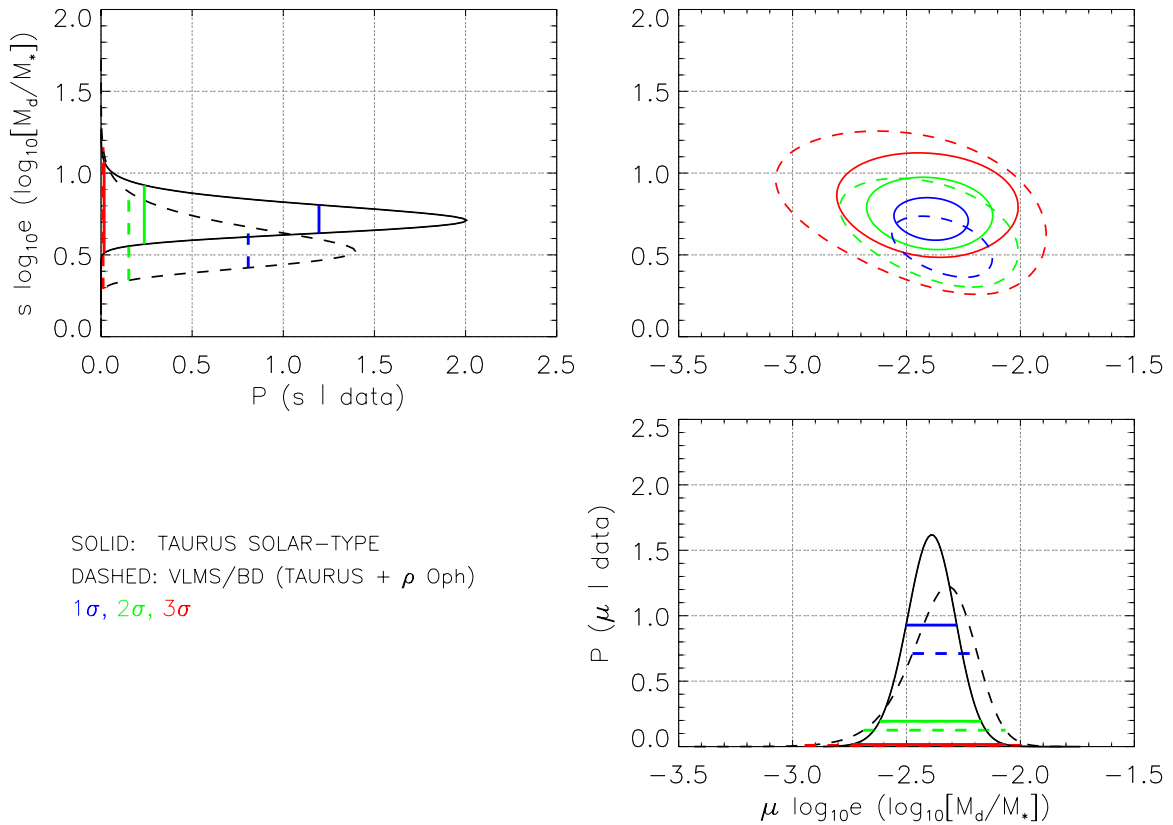 s log₁₀e (log₁₀[M_d/M_*])
2.0
1.5
1.0
0.5
0.0
0.0 0.5 1.0 1.5 2.0 2.5
P (s | data)
2.0
1.5
1.0
0.5
0.0
−3.5 −3.0 −2.5 −2.0 −1.5
SOLID: TAURUS SOLAR−TYPE
DASHED: VLMS/BD (TAURUS + ρ Oph)
1σ, 2σ, 3σ
P (μ | data)
2.5
2.0
1.5
1.0
0.5
0.0
−3.5 −3.0 −2.5 −2.0 −1.5
μ log₁₀e (log₁₀[M_d/M_*])